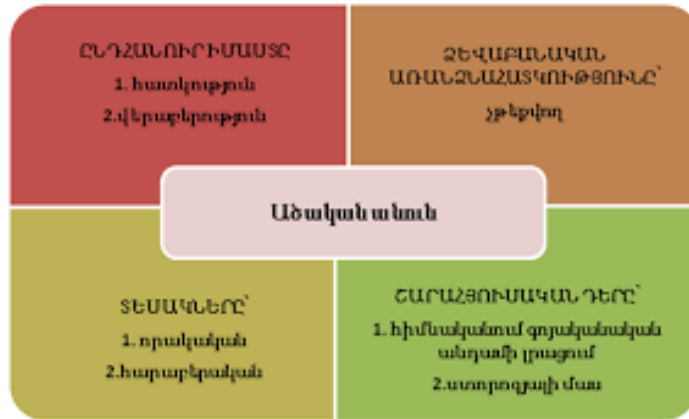 ԸՆԴՀԱՆՈՒՐ ԻՄԱՍՏԸ
1. հատկություն
2.վերաբերություն
ՁԵՎԱԲԱՆԱԿԱՆ
ԱՌԱՆՁՆԱՀԱՏԿՈՒԹՅՈՒՆԸ՝
չթեքվող
Ածական անուն
ՏԵՍԱԿՆԵՐԸ՝
1. որակական
2.հարաբերական
ՇԱՐԱՀՅՈՒՍԱԿԱՆ ԴԵՐԸ՝
1. հիմնականում գոյականական
անդամի լրացում
2.ստորոգյալի մաս